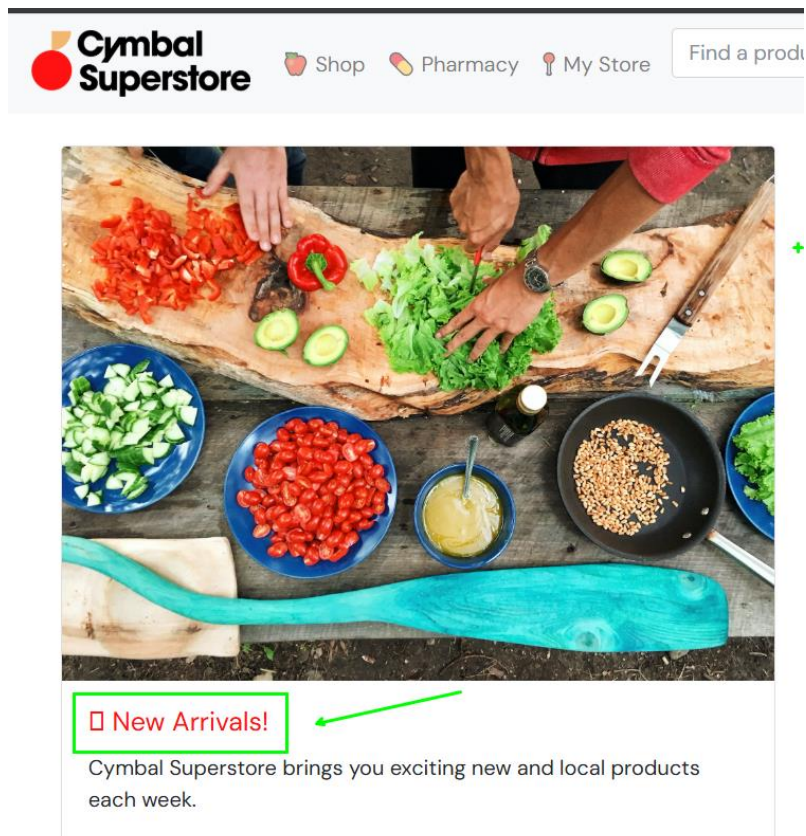 Cymbal
Superstore
Shop
Pharmacy
My Store
Find a produ
New Arrivals!
Cymbal Superstore brings you exciting new and local products
each week.